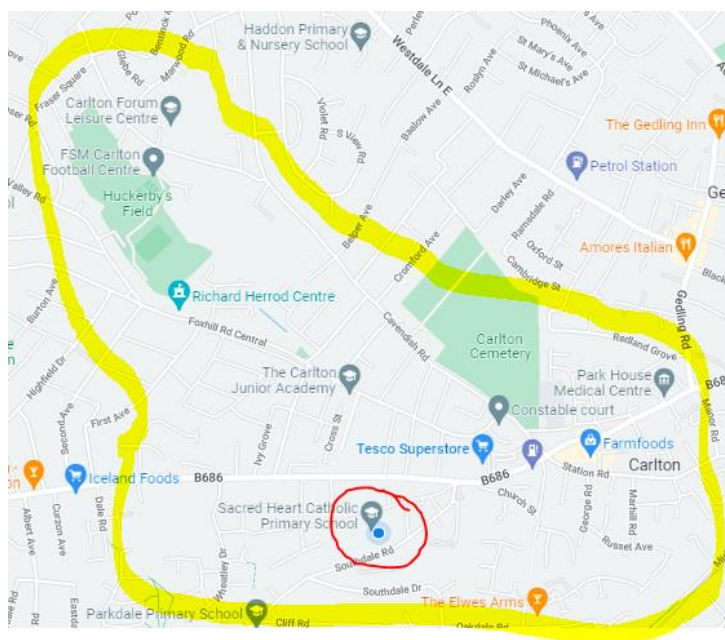 Haddon Primary
& Nursery School
Westdale Ln E
Phoenix Ave
St Mary's Ave
St Michael's Ave
Roslyn Ave
Bentinck
Marwood Rd
Glebe Rd
Fraser Square
Carlton Forum
Leisure Centre
Violet Rd
S View Rd
Baslow Ave
The Gedling Inn
FSM Carlton
Football Centre
Petrol Station
Valley Rd
Huckerby's
Field
Darley Ave
Ramsdale Rd
Belper Ave
Oxford St
Cromford Ave
Cambridge St
Amores Italian
Richard Herrod Centre
Burton Ave
Foxhill Rd Central
Gedling Rd
Cavendish Rd
Carlton
Cemetery
Redland Grove
Highfield Dr
The Carlton
Junior Academy
Park House
Medical Centre
B686
Manor Rd
Constable court
First Ave
Second Ave
Ivy Grove
Cross St
Tesco Superstore
Farmfoods
Carlton
Station Rd
Iceland Foods
B686
B686
Church St
George Rd
Marhill Rd
Russet Ave
Albert Ave
Curzon Ave
Dale Rd
Sacred Heart Catholic
Primary School
Southdale Rd
Wheatley Dr
Southdale Dr
Parkdale Primary School
Cliff Rd
The Elwes Arms
Oakdale Rd